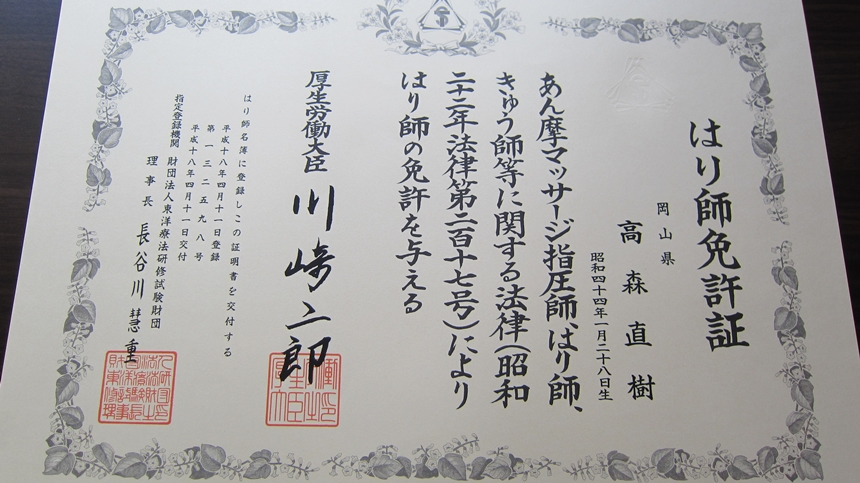 はり師免許証
岡山県
高森直樹
昭和四十四年一月二十八日生
あん摩マッサージ指圧師、はり師、
きゅう師等に関する法律(昭和
二十二年法律第二百十七号)により
はり師の免許を与える
厚生労働大臣 川崎二郎
はり師名簿に登録しこの証明書を交付する
平成十八年四月十一日登録
第一三二五九八号
平成十八年四月十一日交付
指定登録機関 財団法人東洋療法研修試験財団
理事長 長谷川慧重